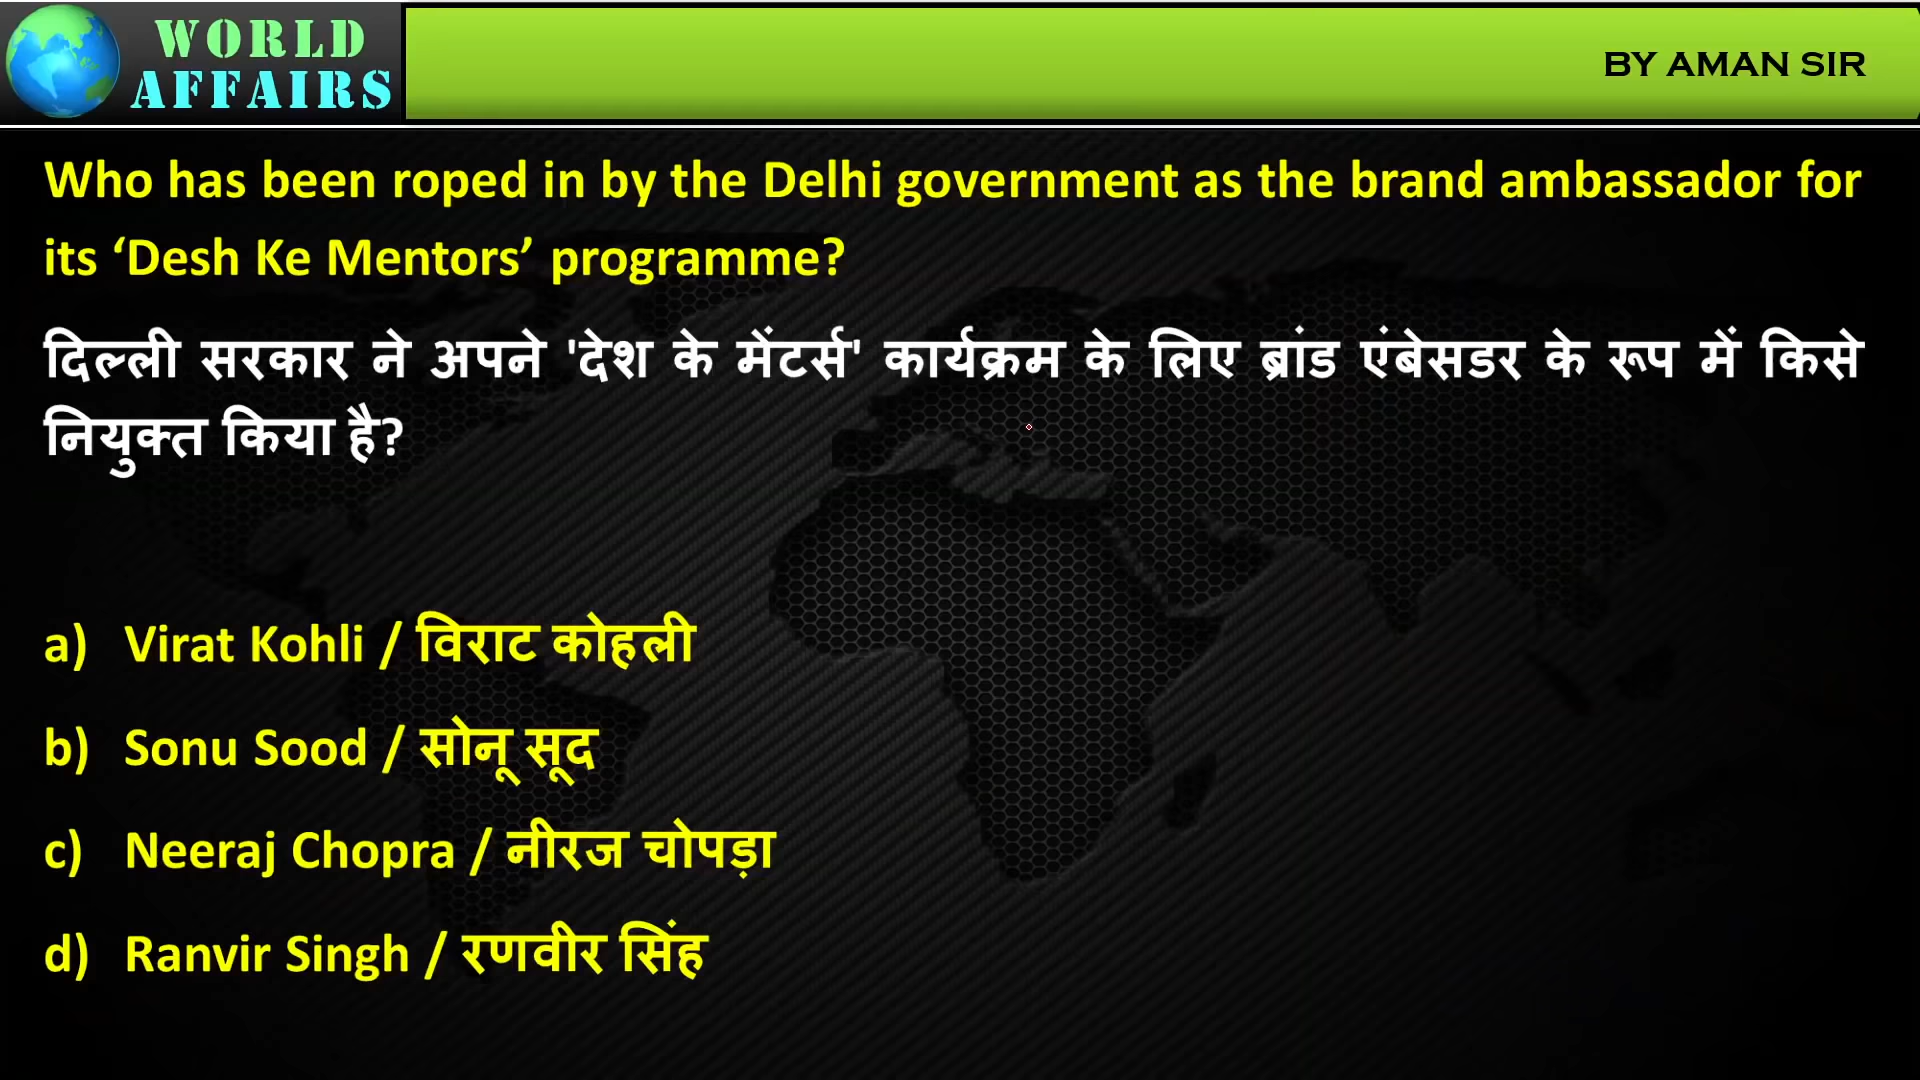 WORLD
AFFAIRS
BY AMAN SIR
Who has been roped in by the Delhi government as the brand ambassador for
its ‘Desh Ke Mentors’ programme?
दिल्ली सरकार ने अपने 'देश के मेंटर्स' कार्यक्रम के लिए ब्रांड एंबेसडर के रूप में किसे
नियुक्त किया है?
a) Virat Kohli / विराट कोहली
b) Sonu Sood / सोनू सूद
c) Neeraj Chopra / नीरज चोपड़ा
d) Ranvir Singh / रणवीर सिंह